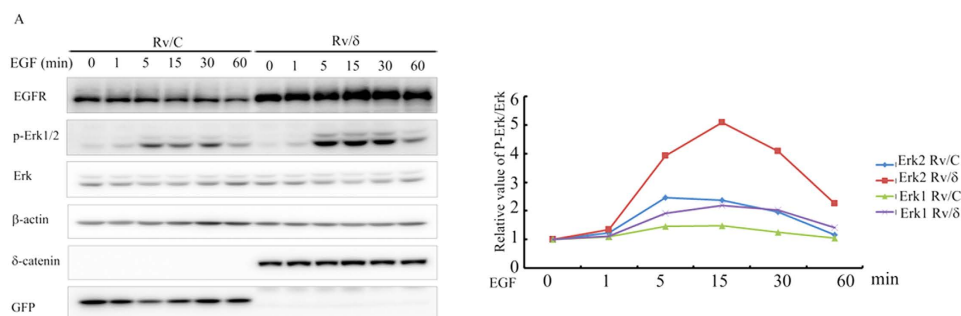 A
Rv/C Rv/δ
EGF (min) 0 1 5 15 30 60 0 1 5 15 30 60
EGFR
p-Erk1/2
Erk
β-actin
δ-catenin
GFP
Relative value of P-Erk/Erk
6
5
4
3
2
1
0
EGF 0 1 5 15 30 60 min
Erk2 Rv/C
Erk2 Rv/δ
Erk1 Rv/C
Erk1 Rv/δ